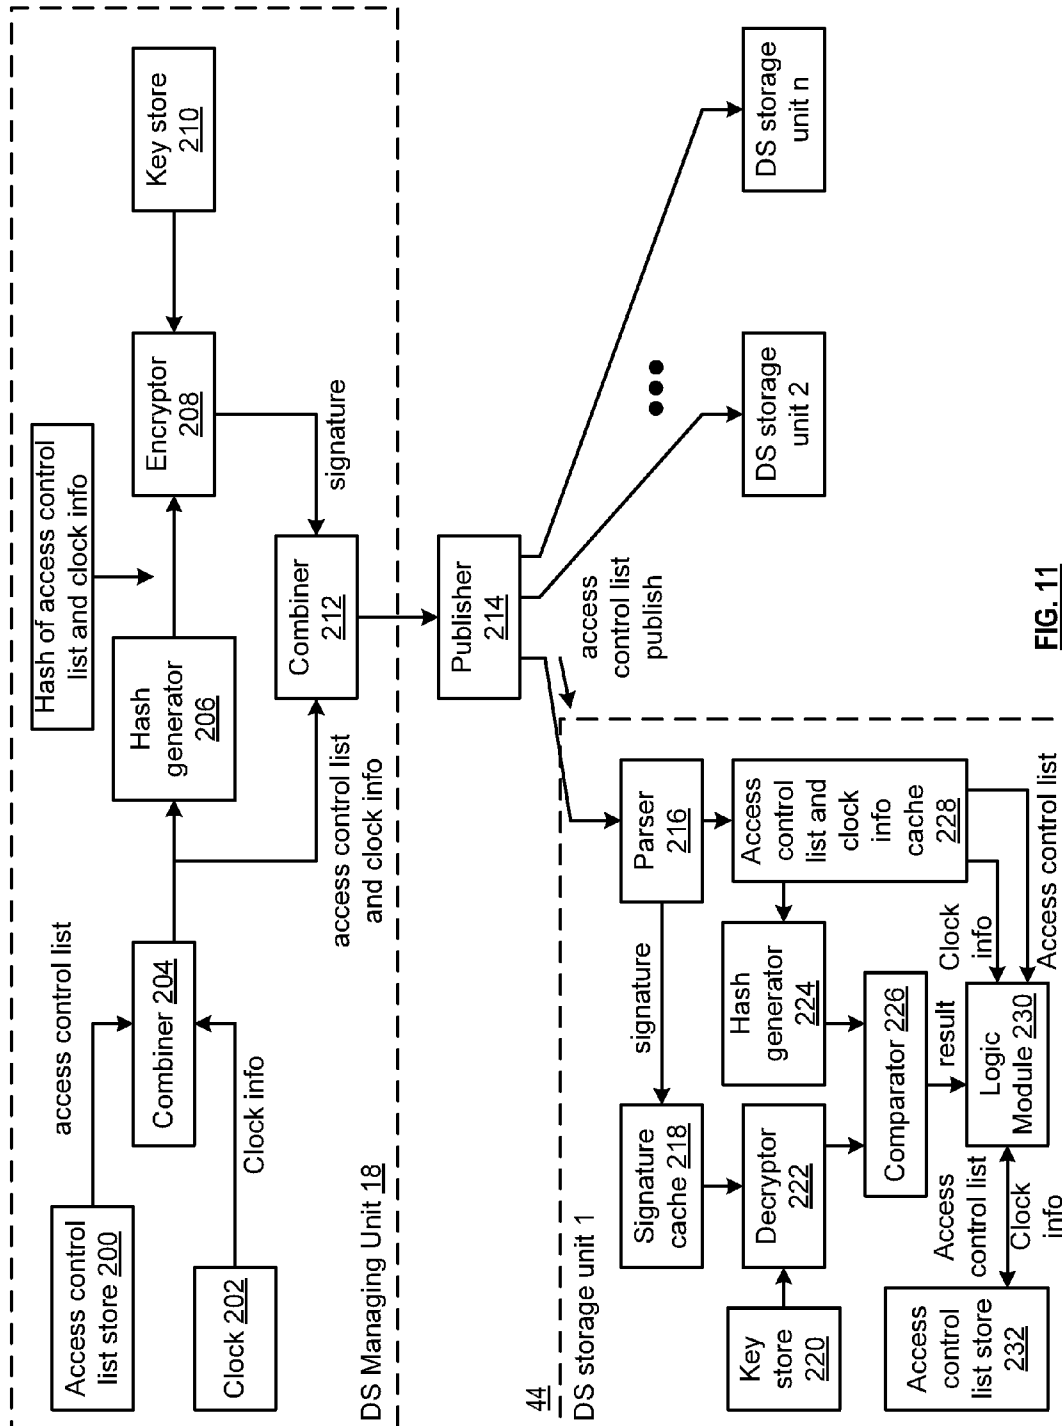 Access control
list store 200
Clock 202
access control list
Clock info
Combiner 204
Hash
generator
206
Hash of access control
list and clock info
Encryptor
208
Key store
210
signature
access control list
and clock info
Combiner
212
DS Managing Unit 18
Publisher
214
access
control list
publish
DS storage
unit 2
DS storage
unit n
44
DS storage unit 1
Parser
216
signature
Signature
cache 218
Key
store
220
Decryptor
222
Hash
generator
224
Access
control
list and
clock
info
cache
228
Comparator 226
result
Clock
info
Access control list
Logic
Module 230
Access
control list
Clock
info
Access
control
list store
232
FIG. 11